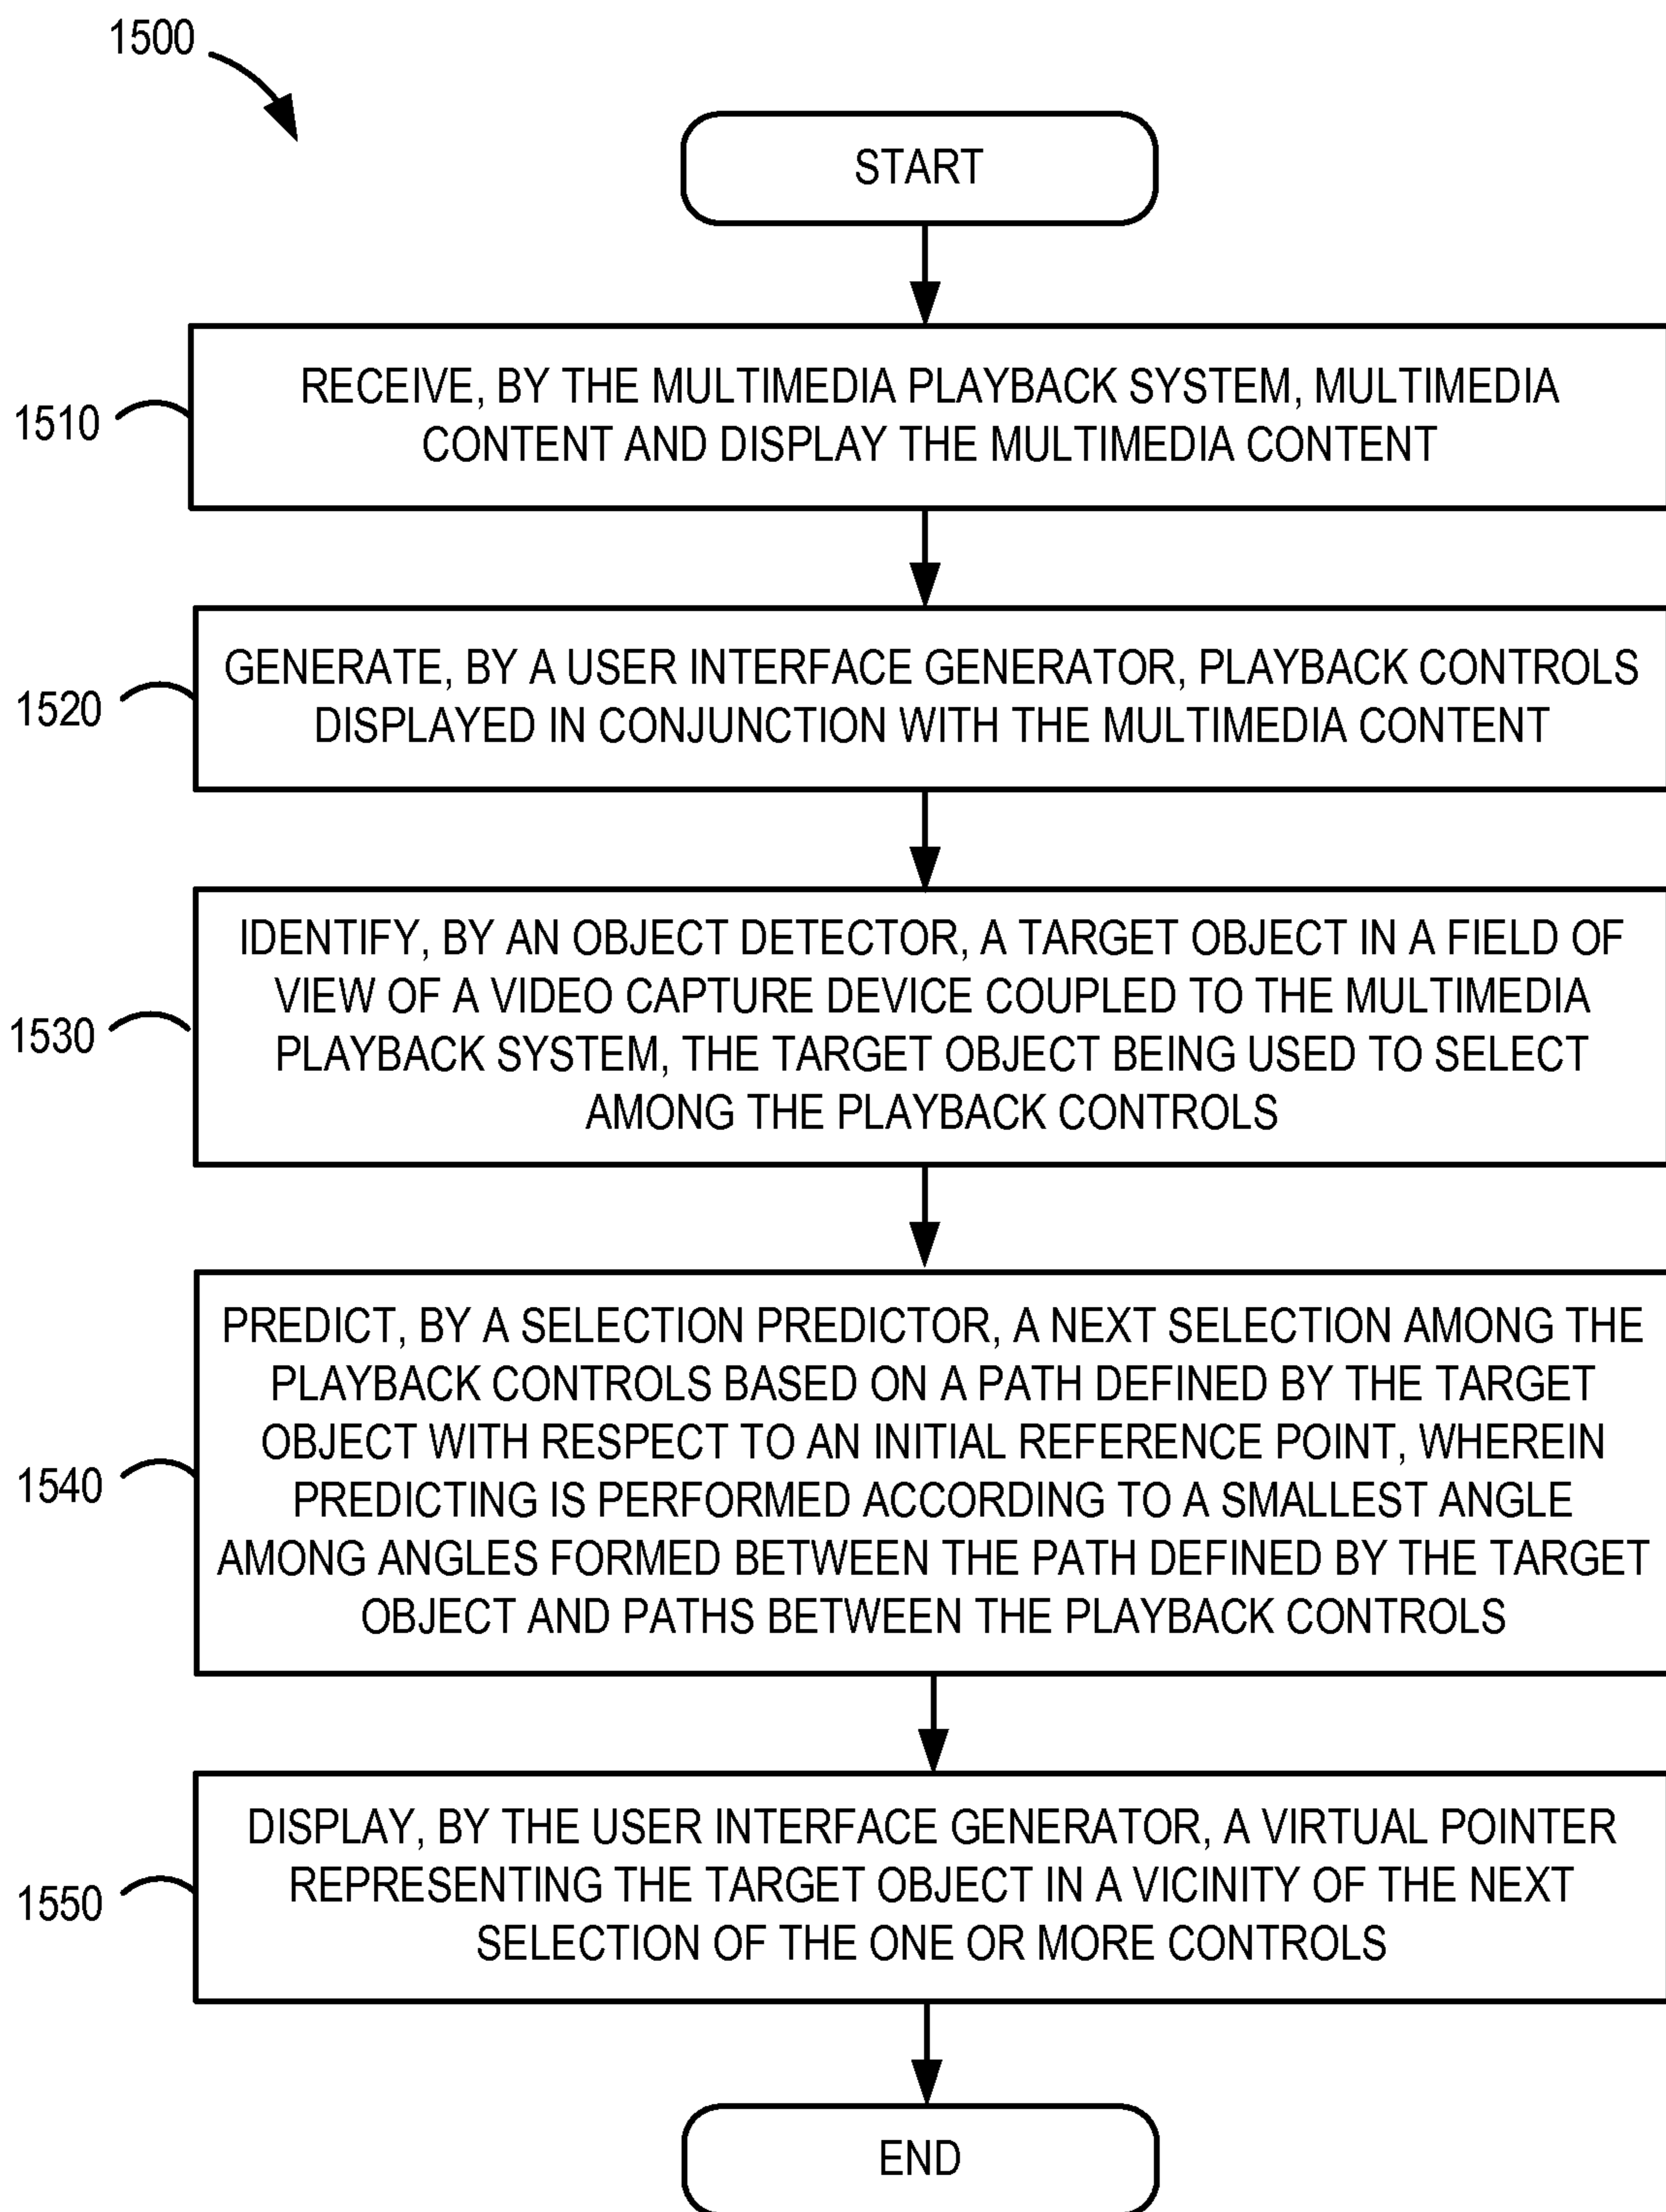 1500
START
1510
RECEIVE, BY THE MULTIMEDIA PLAYBACK SYSTEM, MULTIMEDIA
CONTENT AND DISPLAY THE MULTIMEDIA CONTENT
1520
GENERATE, BY A USER INTERFACE GENERATOR, PLAYBACK CONTROLS
DISPLAYED IN CONJUNCTION WITH THE MULTIMEDIA CONTENT
1530
IDENTIFY, BY AN OBJECT DETECTOR, A TARGET OBJECT IN A FIELD OF
VIEW OF A VIDEO CAPTURE DEVICE COUPLED TO THE MULTIMEDIA
PLAYBACK SYSTEM, THE TARGET OBJECT BEING USED TO SELECT
AMONG THE PLAYBACK CONTROLS
1540
PREDICT, BY A SELECTION PREDICTOR, A NEXT SELECTION AMONG THE
PLAYBACK CONTROLS BASED ON A PATH DEFINED BY THE TARGET
OBJECT WITH RESPECT TO AN INITIAL REFERENCE POINT, WHEREIN
PREDICTING IS PERFORMED ACCORDING TO A SMALLEST ANGLE
AMONG ANGLES FORMED BETWEEN THE PATH DEFINED BY THE TARGET
OBJECT AND PATHS BETWEEN THE PLAYBACK CONTROLS
1550
DISPLAY, BY THE USER INTERFACE GENERATOR, A VIRTUAL POINTER
REPRESENTING THE TARGET OBJECT IN A VICINITY OF THE NEXT
SELECTION OF THE ONE OR MORE CONTROLS
END